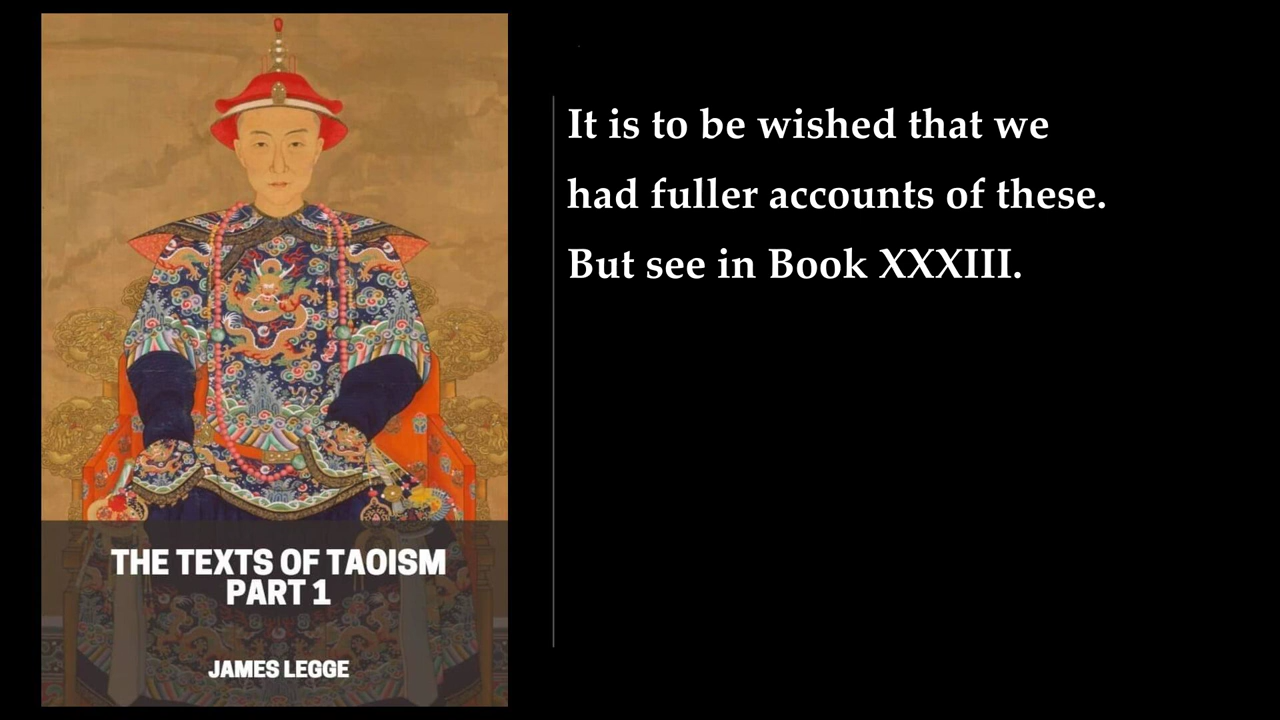 It is to be wished that we
had fuller accounts of these.
But see in Book XXXIII.
THE TEXTS OF TAOISM
PART 1
JAMES LEGGE